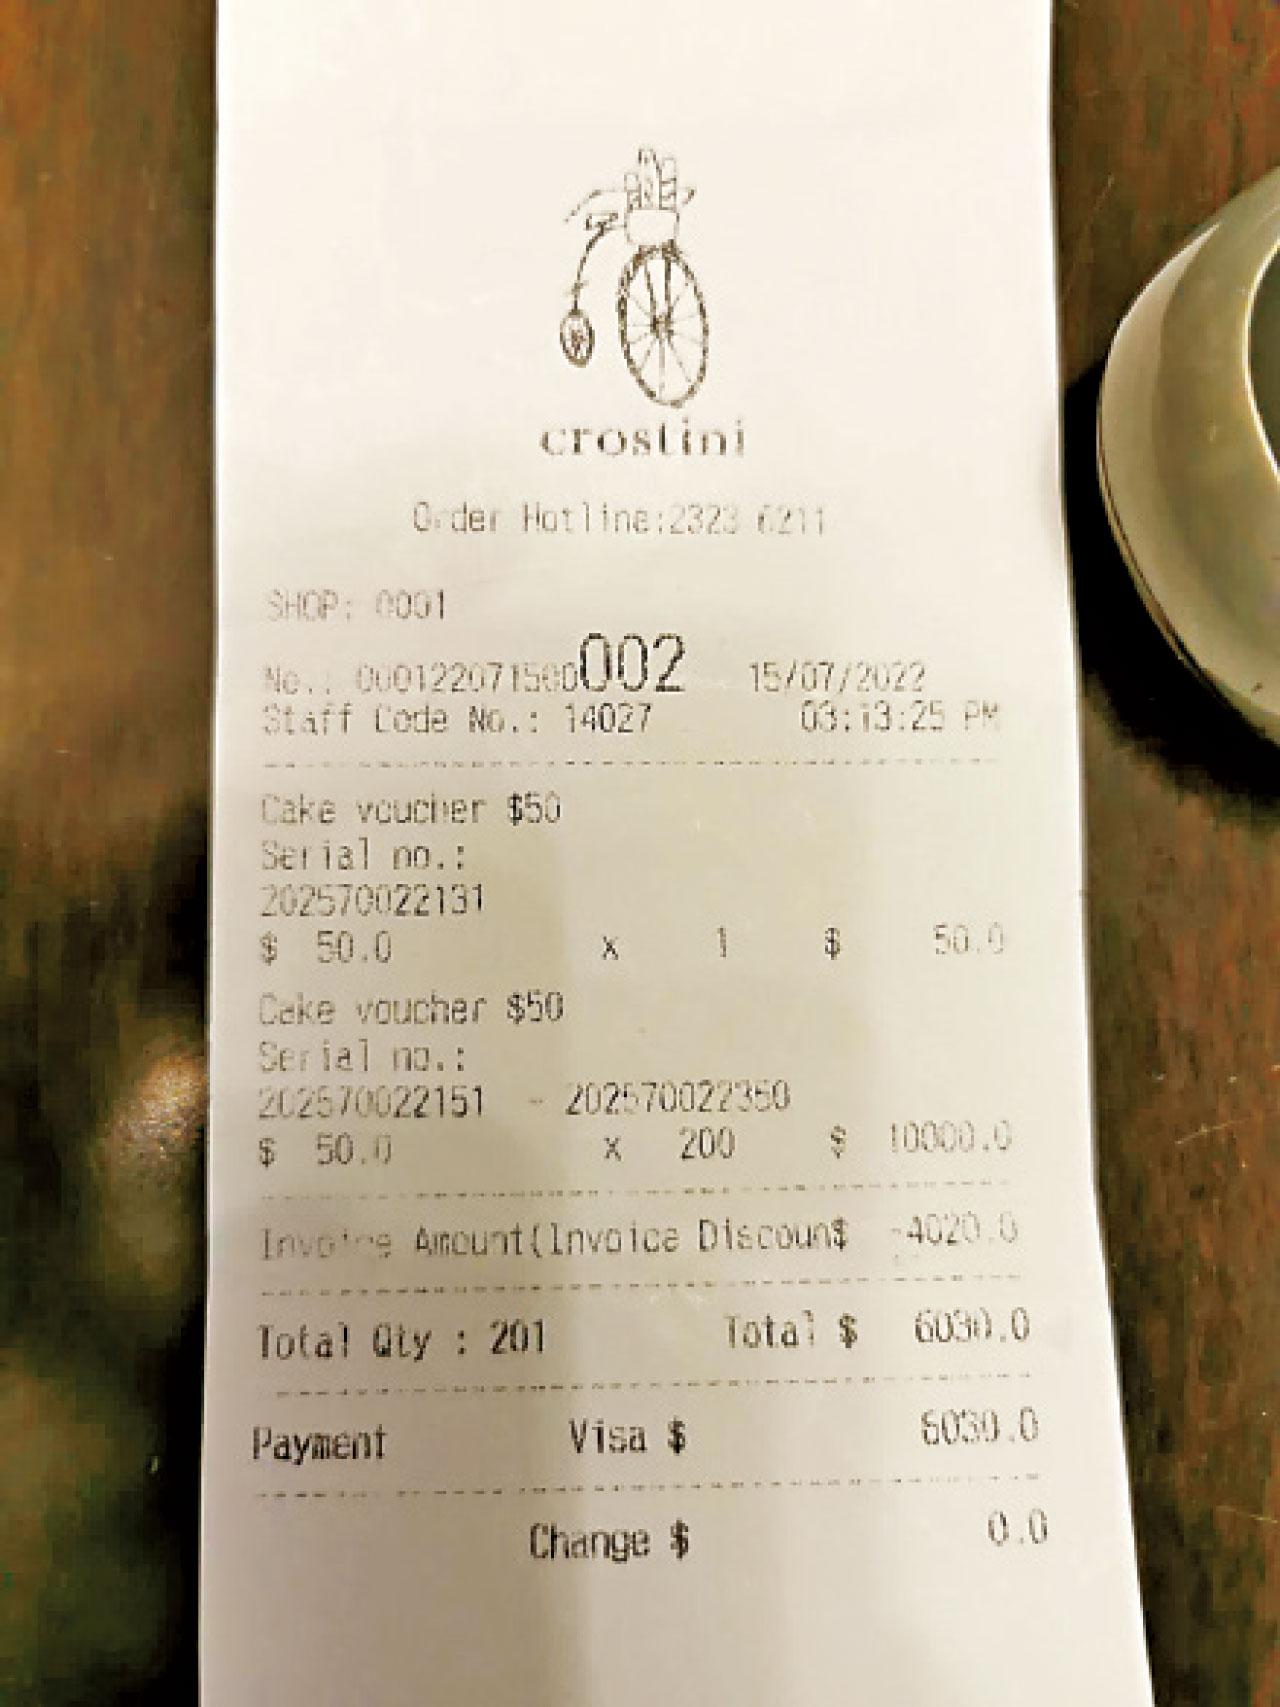 crostini
Order Hotline:2323 6211
SHOP: 0001
No.: 000122071500002 15/07/2022
Staff Code No.: 14027 03:13:25 PM
Cake voucher $50
Serial no.:
202570022131
$ 50.0 x 1 $ 50.0
Cake voucher $50
Serial no.:
202570022151 - 202570022350
$ 50.0 x 200 $ 10000.0
Invoice Amount(Invoice Discoun$ -4020.0
Total Qty : 201 Total $ 6030.0
Payment Visa $ 6030.0
Change $ 0.0